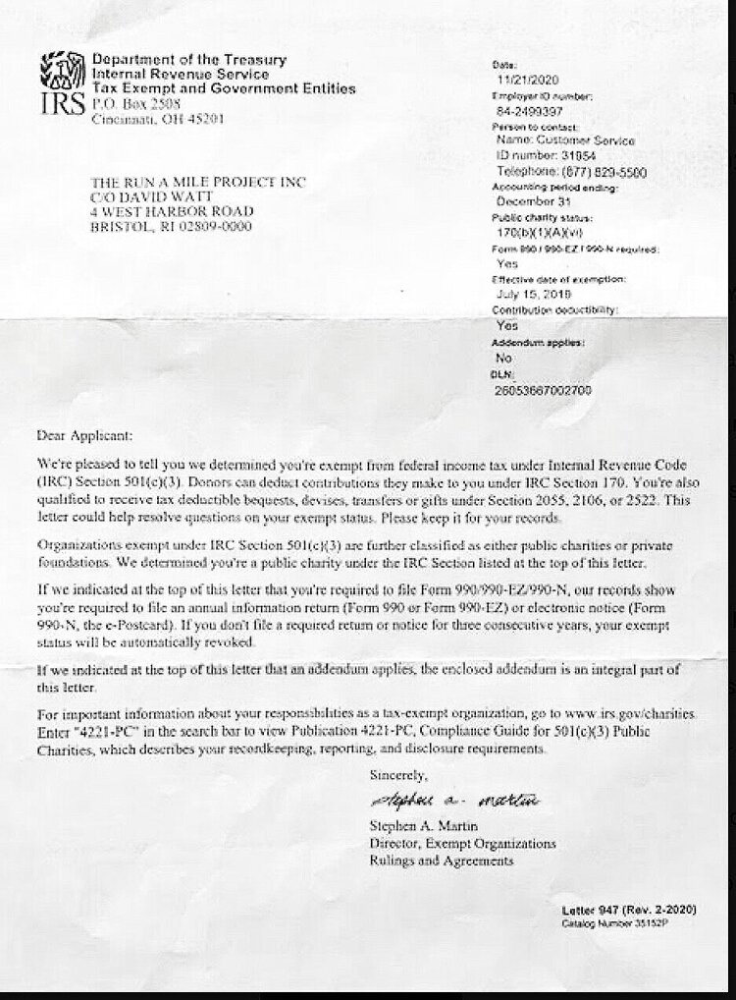 IRS
Department of the Treasury
Internal Revenue Service
Tax Exempt and Government Entities
P.O. Box 2508
Cincinnati, OH 45201
THE RUN A MILE PROJECT INC
C/O DAVID WATT
4 WEST HARBOR ROAD
BRISTOL, RI 02809-0000
Date:
11/21/2020
Employer ID number:
84-2499397
Person to contact:
Name: Customer Service
ID number: 31954
Telephone: (877) 829-5500
Accounting period ending:
December 31
Public charity status:
170(b)(1)(A)(vi)
Form 990 / 990-EZ / 990-N required:
Yes
Effective date of exemption:
July 15, 2019
Contribution deductibility:
Yes
Addendum applies:
No
DLN:
26053667002700
Dear Applicant:
We're pleased to tell you we determined you're exempt from federal income tax under Internal Revenue Code
(IRC) Section 501(c)(3). Donors can deduct contributions they make to you under IRC Section 170. You're also
qualified to receive tax deductible bequests, devises, transfers or gifts under Section 2055, 2106, or 2522. This
letter could help resolve questions on your exempt status. Please keep it for your records.
Organizations exempt under IRC Section 501(c)(3) are further classified as either public charities or private
foundations. We determined you're a public charity under the IRC Section listed at the top of this letter.
If we indicated at the top of this letter that you're required to file Form 990/990-EZ/990-N, our records show
you're required to file an annual information return (Form 990 or Form 990-EZ) or electronic notice (Form
990-N, the e-Postcard). If you don't file a required return or notice for three consecutive years, your exempt
status will be automatically revoked.
If we indicated at the top of this letter that an addendum applies, the enclosed addendum is an integral part of
this letter.
For important information about your responsibilities as a tax-exempt organization, go to www.irs.gov/charities.
Enter "4221-PC" in the search bar to view Publication 4221-PC, Compliance Guide for 501(c)(3) Public
Charities, which describes your recordkeeping, reporting, and disclosure requirements.
Sincerely,
stephen a. martin
Stephen A. Martin
Director, Exempt Organizations
Rulings and Agreements
Letter 947 (Rev. 2-2020)
Catalog Number 35152P